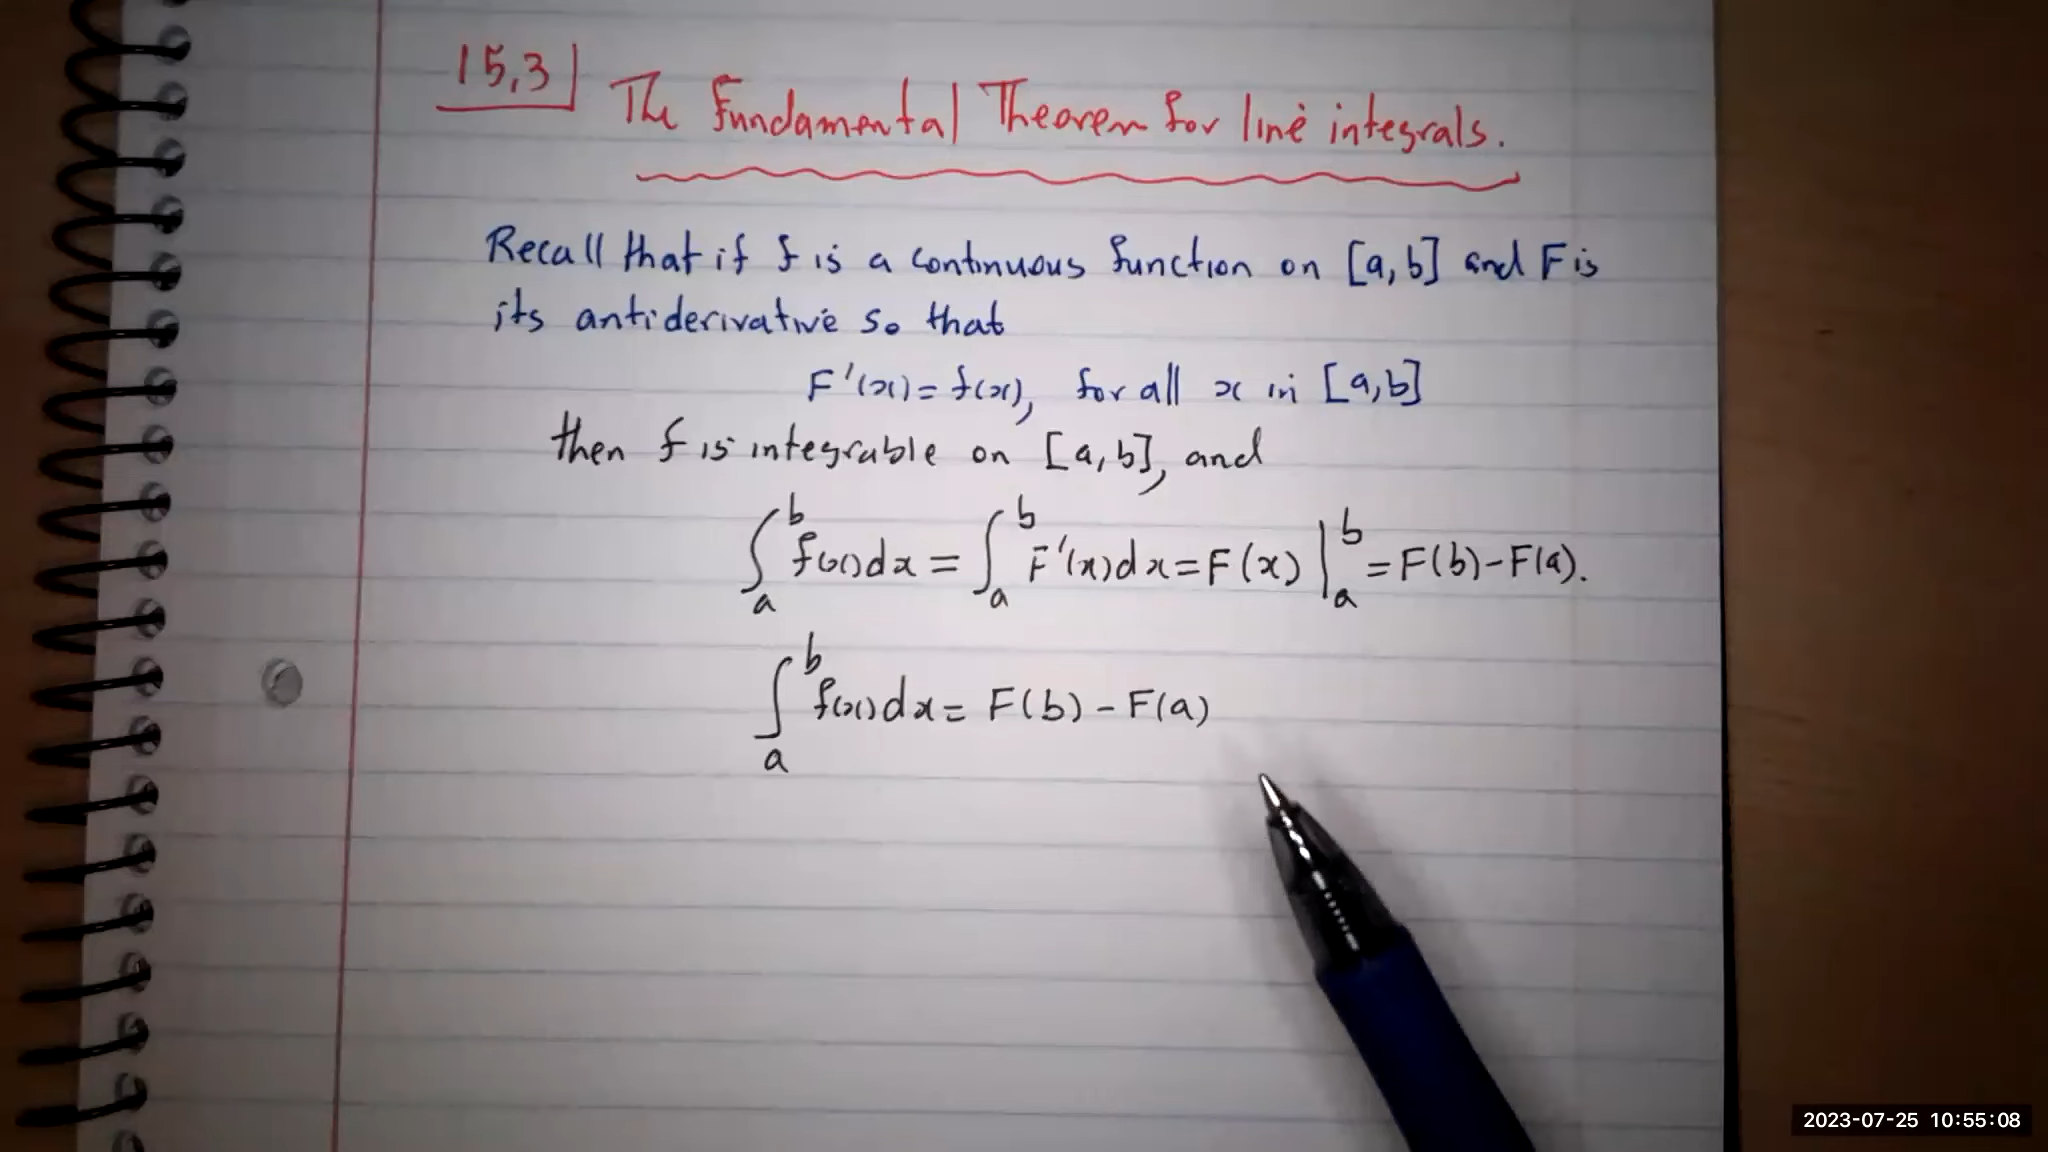 15.3 The Fundamental Theorem for line integrals.
Recall that if f is a continuous function on [a, b] and F is
its antiderivative so that
F'(x) = f(x), for all x in [a,b]
then f is integrable on [a, b], and
∫_a^b f(x)dx = ∫_a^b F'(x)dx = F(x) |_a^b = F(b) - F(a).
∫_a^b f(x)dx = F(b) - F(a)
2023-07-25 10:55:08